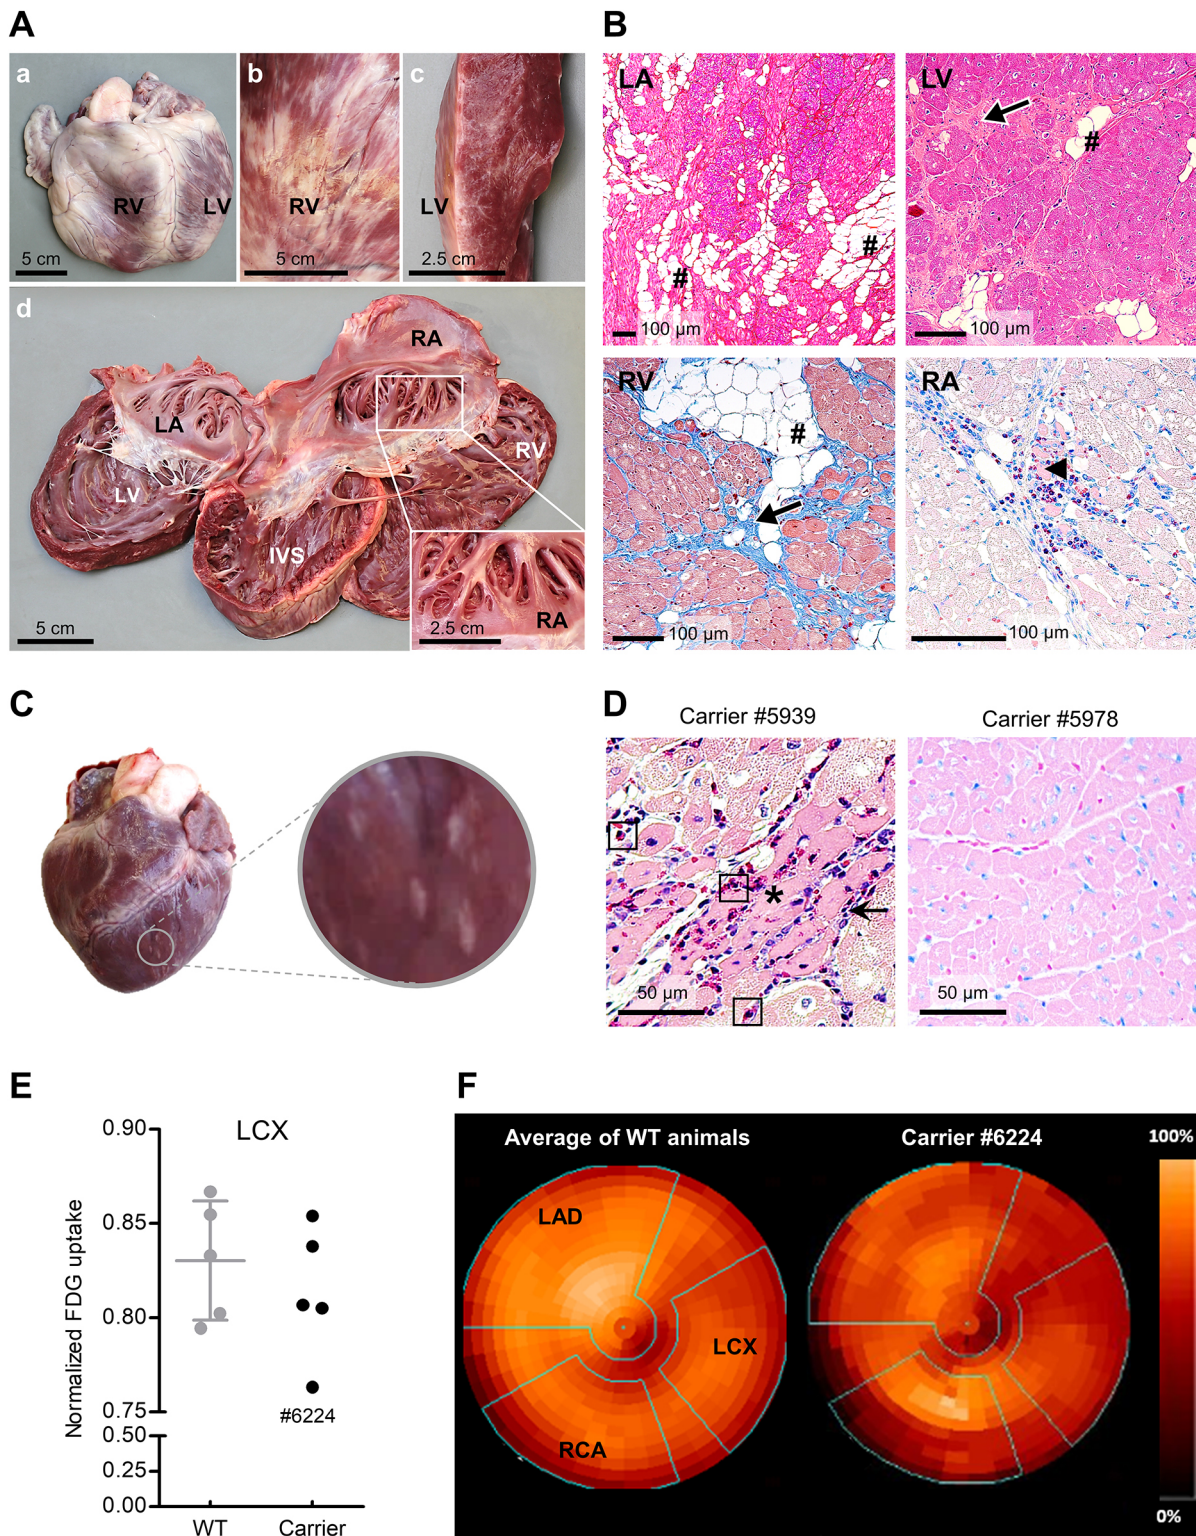 A
a
RV
LV
5 cm
b
RV
5 cm
c
LV
2.5 cm
d
RA
LA
RV
LV
IVS
RA
5 cm
2.5 cm
B
LA
#
#
100 µm
LV
#
100 µm
RV
#
100 µm
RA
100 µm
C
D
Carrier #5939
*
50 µm
Carrier #5978
50 µm
E
LCX
Normalized FDG uptake
0.90
0.85
0.80
0.75
0.50
0.25
0.00
#6224
WT
Carrier
F
Average of WT animals
LAD
LCX
RCA
Carrier #6224
100%
0%